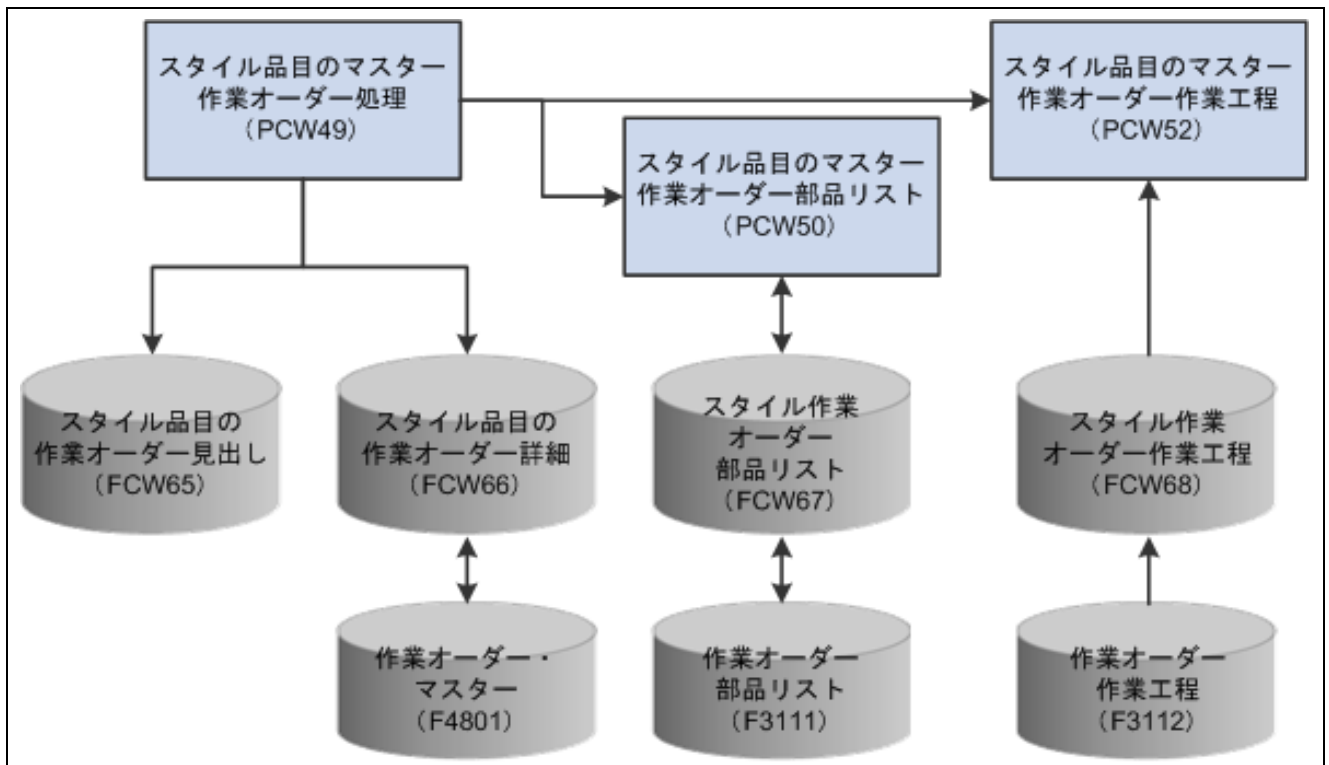 スタイル品目のマスター
作業オーダー処理
(PCW49)
スタイル品目のマスター
作業オーダー部品リスト
(PCW50)
スタイル品目のマスター
作業オーダー作業工程
(PCW52)
スタイル品目の
作業オーダー見出し
(FCW65)
スタイル品目の
作業オーダー詳細
(FCW66)
スタイル作業
オーダー
部品リスト
(FCW67)
スタイル作業
オーダー作業工程
(FCW68)
作業オーダー・
マスター
(F4801)
作業オーダー
部品リスト
(F3111)
作業オーダー
作業工程
(F3112)